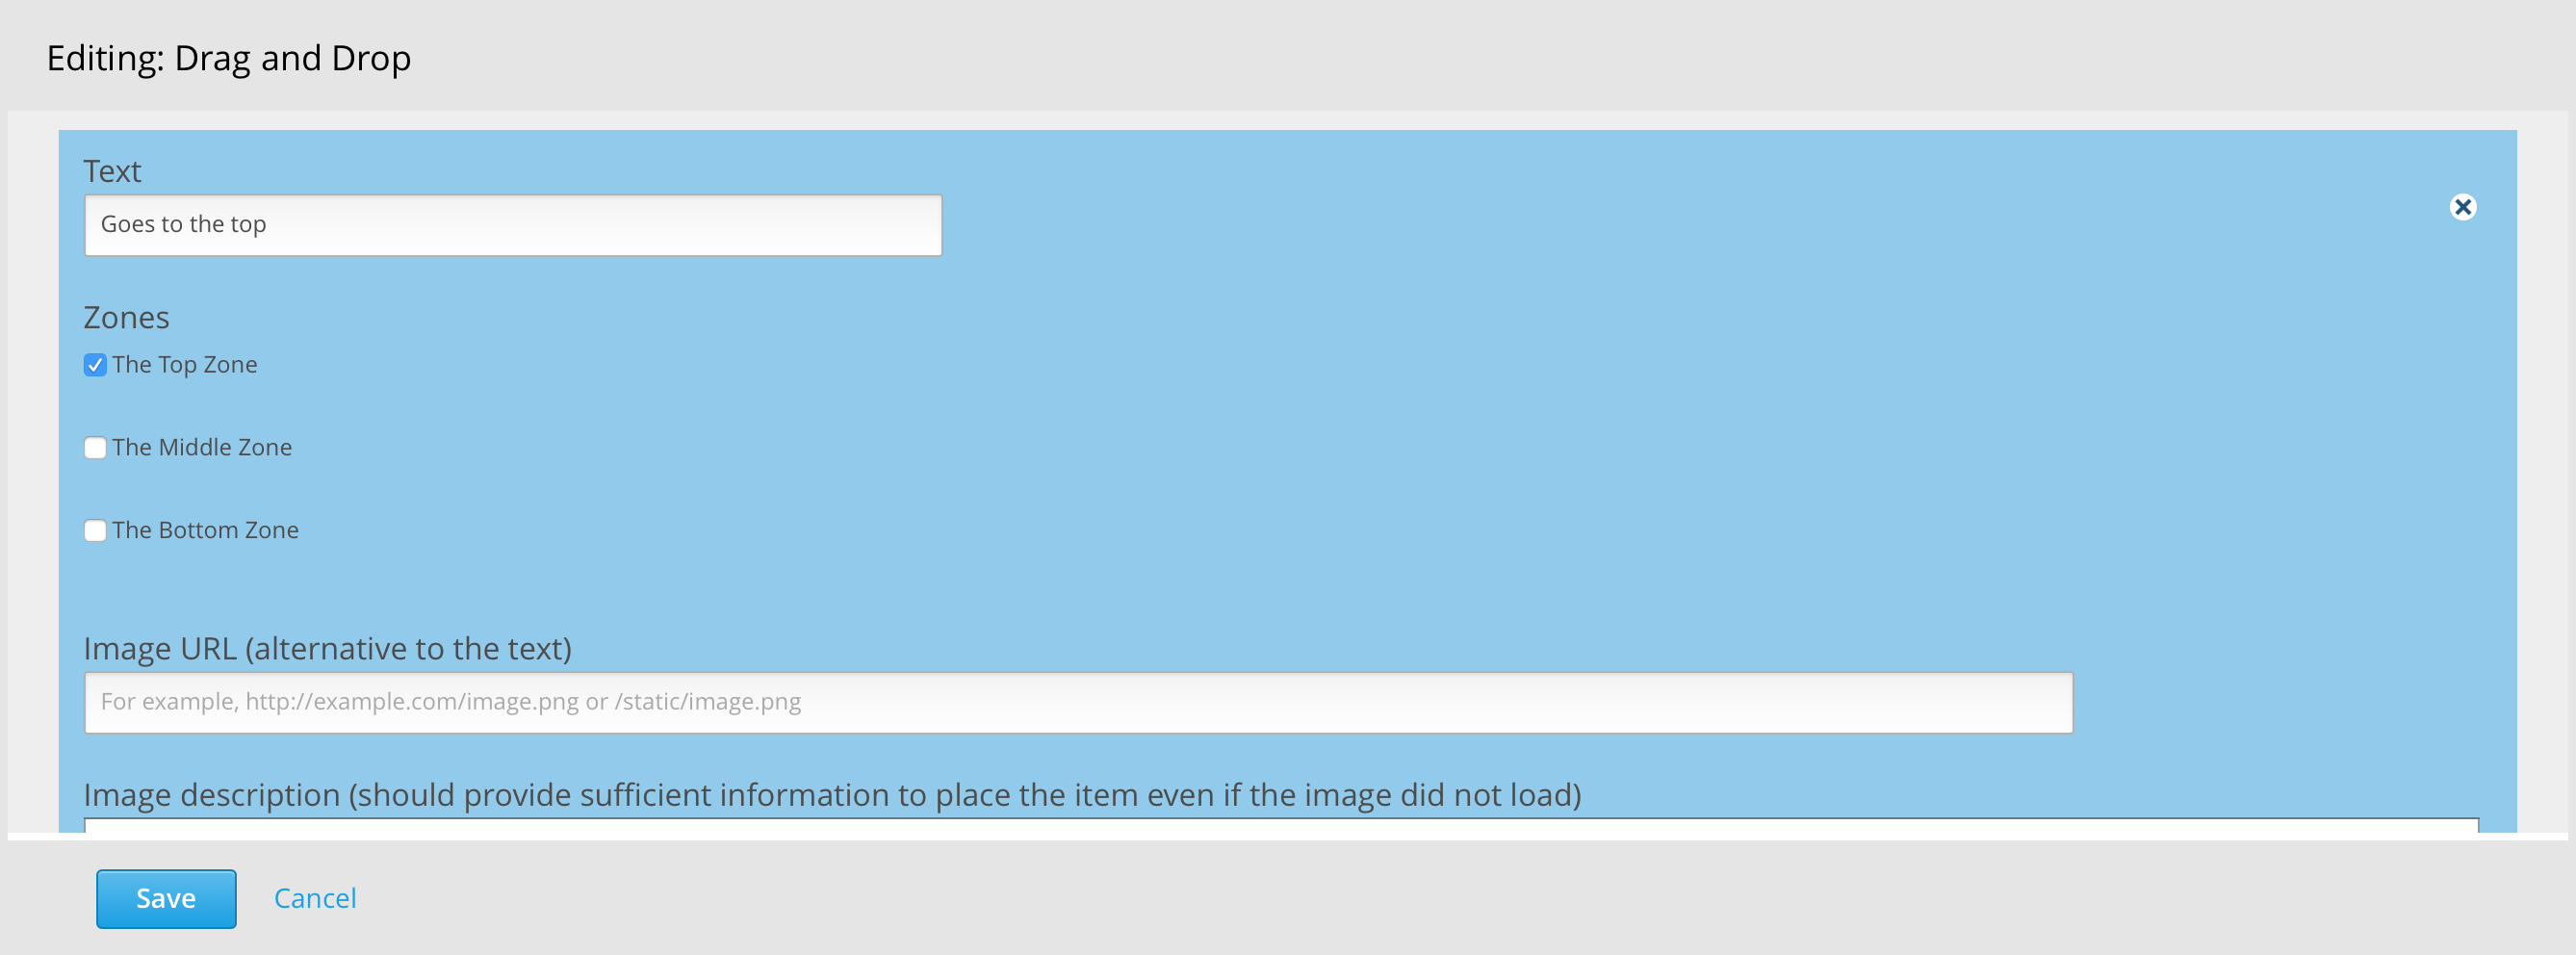 Editing: Drag and Drop
Text
Goes to the top
Zones
The Top Zone
The Middle Zone
The Bottom Zone
Image URL (alternative to the text)
For example, http://example.com/image.png or /static/image.png
Image description (should provide sufficient information to place the item even if the image did not load)
Save
Cancel